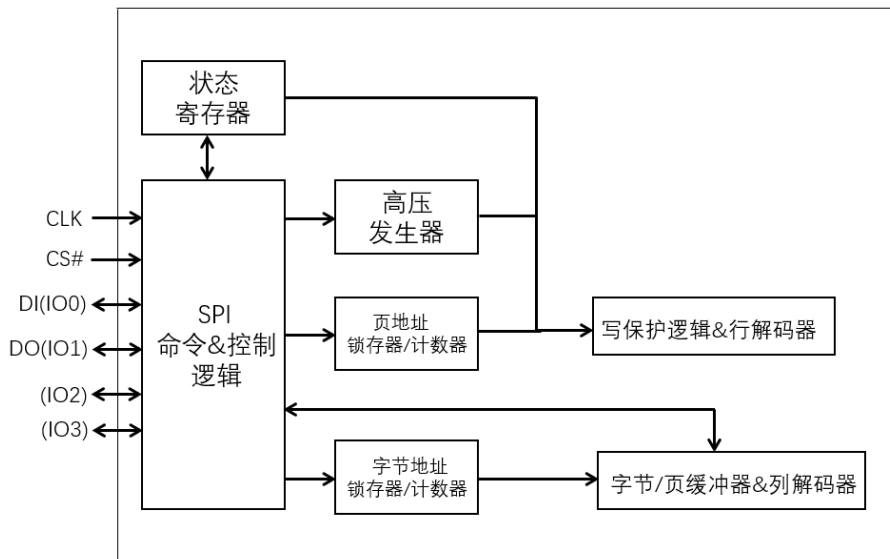 状态
寄存器
CLK
CS#
DI(IO0)
DO(IO1)
(IO2)
(IO3)
SPI
命令&控制
逻辑
高压
发生器
页地址
锁存器/计数器
写保护逻辑&行解码器
字节地址
锁存器/计数器
字节/页缓冲器&列解码器